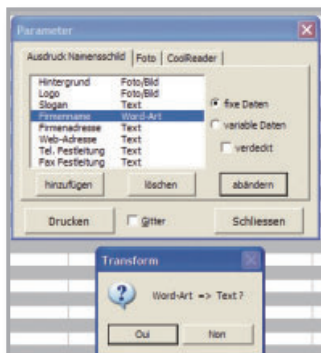 Parameter
Ausdruck Namensschild Foto CoolReader
Hintergrund Foto/Bild
Logo Foto/Bild
Slogan Text
Firmenname Word-Art
Firmenadresse Text
Web-Adresse Text
Tel. Festleitung Text
Fax Festleitung Text
fixe Daten
variable Daten
verdeckt
hinzufügen löschen abändern
Drucken Gitter Schliessen
Transform
Word-Art => Text ?
Oui Non